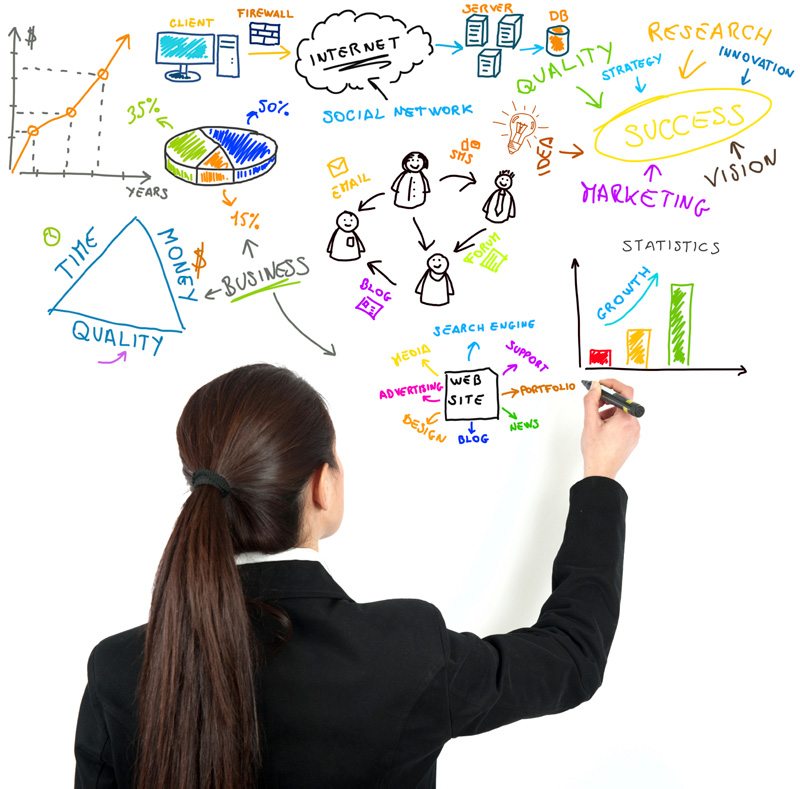 $
YEARS
CLIENT
FIREWALL
INTERNET
SOCIAL NETWORK
SERVER
DB
QUALITY
STRATEGY
RESEARCH
INNOVATION
SUCCESS
IDEA
MARKETING
VISION
35%
50%
15%
EMAIL
SMS
FORUM
BLOG
TIME
MONEY
$
QUALITY
BUSINESS
STATISTICS
GROWTH
SEARCH ENGINE
MEDIA
SUPPORT
ADVERTISING
WEB
SITE
PORTFOLIO
DESIGN
BLOG
NEWS